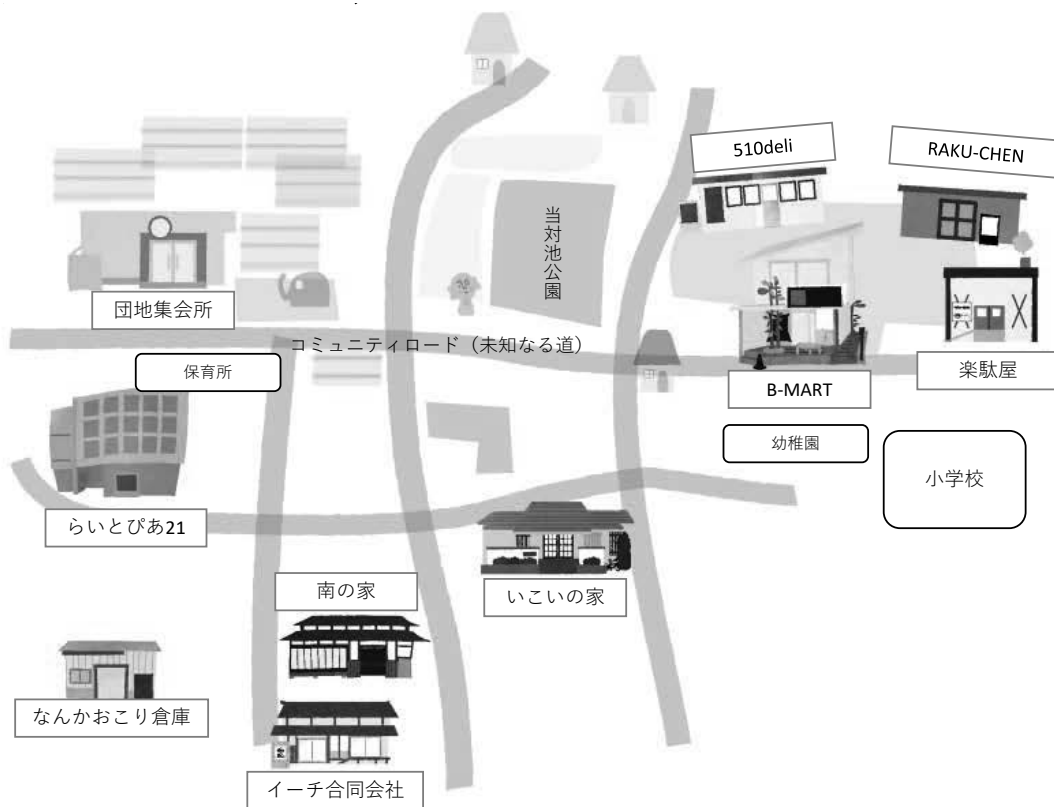 510deli
RAKU-CHEN
当対池公園
団地集会所
コミュニティロード（未知なる道）
保育所
楽駄屋
B-MART
幼稚園
小学校
らいとぴあ21
南の家
いこいの家
なんかおこり倉庫
イーチ合同会社